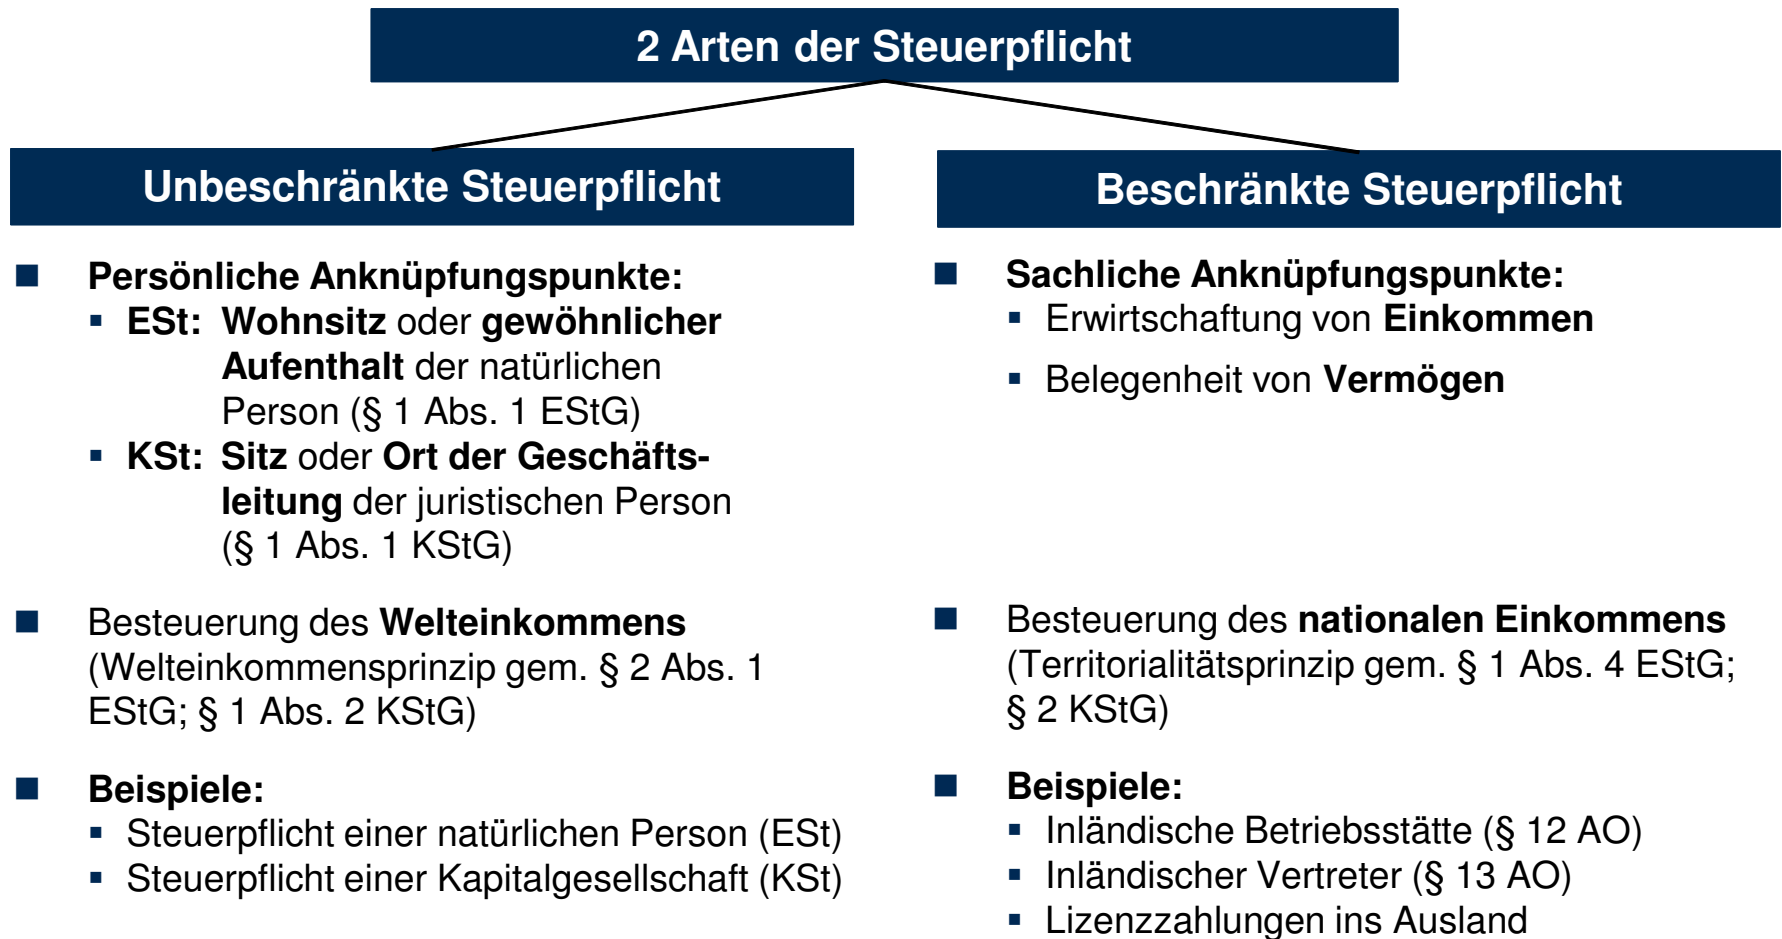 2 Arten der Steuerpflicht
Unbeschränkte Steuerpflicht
Persönliche Anknüpfungspunkte:
ESt: Wohnsitz oder gewöhnlicher
Aufenthalt der natürlichen
Person (§ 1 Abs. 1 EStG)
KSt: Sitz oder Ort der Geschäfts-
leitung der juristischen Person
(§ 1 Abs. 1 KStG)
Besteuerung des Welteinkommens
(Welteinkommensprinzip gem. § 2 Abs. 1
EStG; § 1 Abs. 2 KStG)
Beispiele:
Steuerpflicht einer natürlichen Person (ESt)
Steuerpflicht einer Kapitalgesellschaft (KSt)
Beschränkte Steuerpflicht
Sachliche Anknüpfungspunkte:
Erwirtschaftung von Einkommen
Belegenheit von Vermögen
Besteuerung des nationalen Einkommens
(Territorialitätsprinzip gem. § 1 Abs. 4 EStG;
§ 2 KStG)
Beispiele:
Inländische Betriebsstätte (§ 12 AO)
Inländischer Vertreter (§ 13 AO)
Lizenzzahlungen ins Ausland